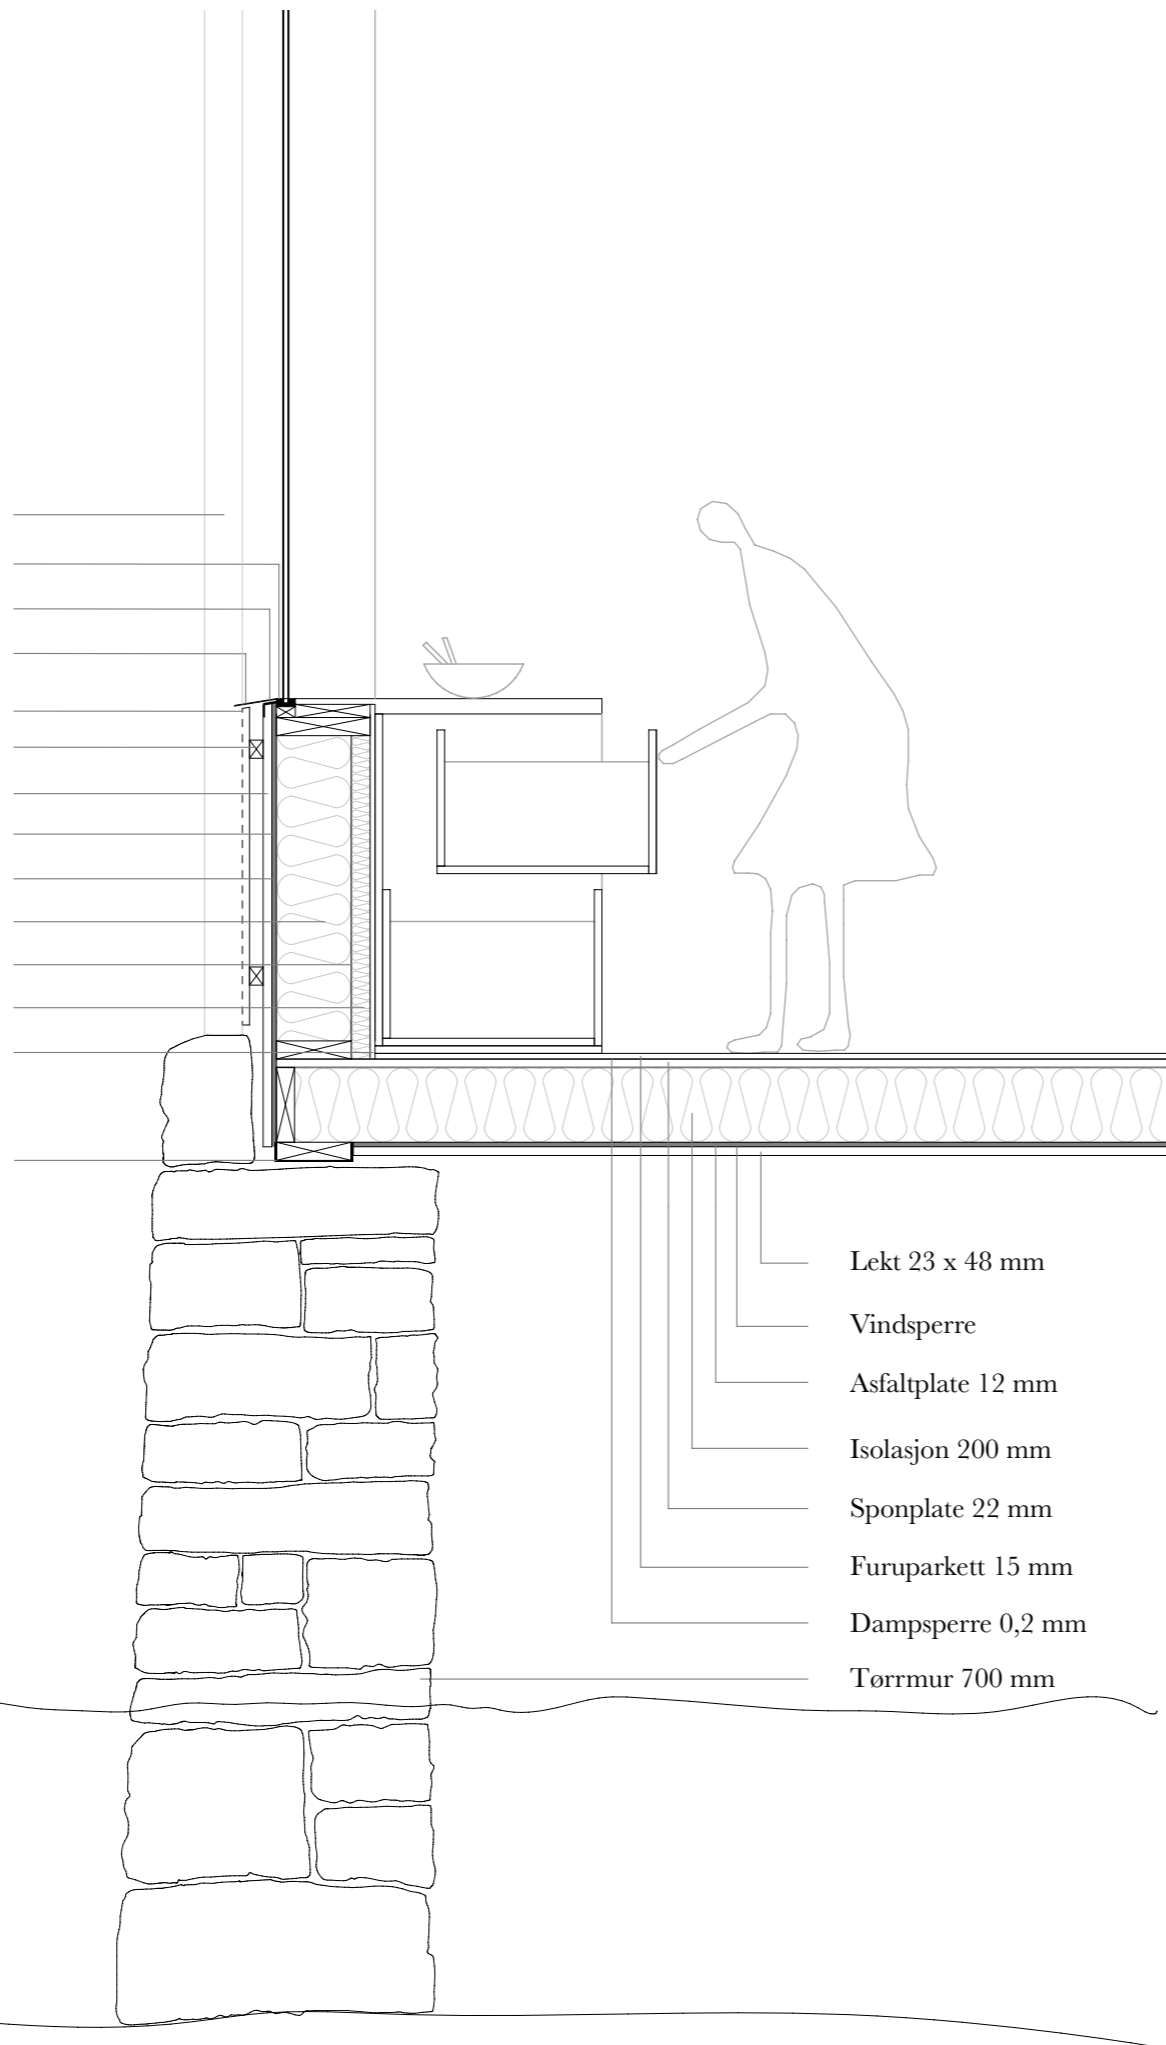 Lekt 23 x 48 mm
Vindsperre
Asfaltplate 12 mm
Isolasjon 200 mm
Sponplate 22 mm
Furuparkett 15 mm
Dampsperre 0,2 mm
Tørrmur 700 mm